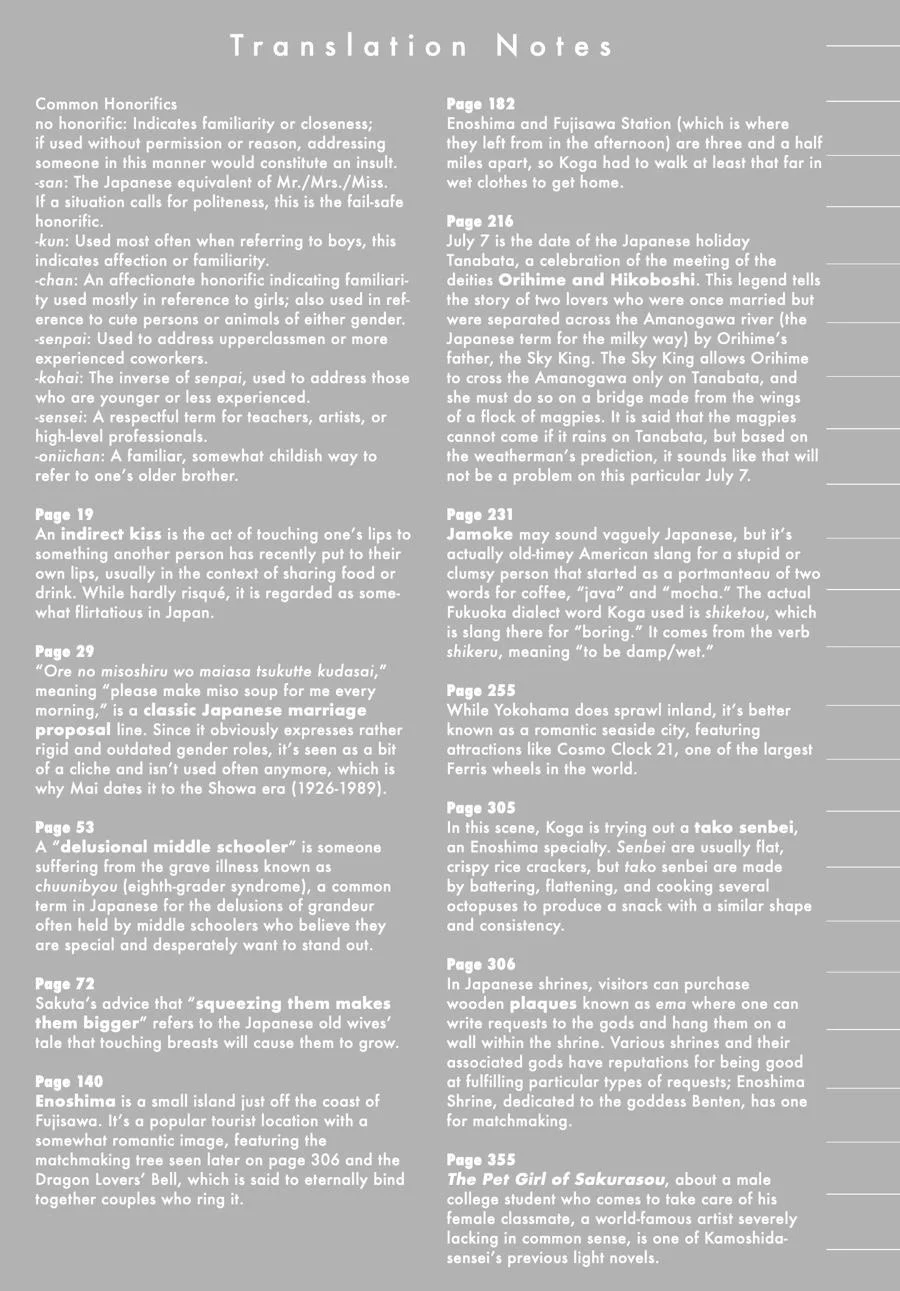 Translation Notes
Common Honorifics
no honorific: Indicates familiarity or closeness;
if used without permission or reason, addressing
someone in this manner would constitute an insult.
-san: The Japanese equivalent of Mr./Mrs./Miss.
If a situation calls for politeness, this is the fail-safe
honorific.
-kun: Used most often when referring to boys, this
indicates affection or familiarity.
-chan: An affectionate honorific indicating familiari-
ty used mostly in reference to girls; also used in ref-
erence to cute persons or animals of either gender.
-senpai: Used to address upperclassmen or more
experienced coworkers.
-kohai: The inverse of senpai, used to address those
who are younger or less experienced.
-sensei: A respectful term for teachers, artists, or
high-level professionals.
-oniichan: A familiar, somewhat childish way to
refer to one's older brother.
Page 19
An indirect kiss is the act of touching one's lips to
something another person has recently put to their
own lips, usually in the context of sharing food or
drink. While hardly risqué, it is regarded as some-
what flirtatious in Japan.
Page 29
"Ore no misoshiru wo maiasa tsukutte kudasai,"
meaning "please make miso soup for me every
morning," is a classic Japanese marriage
proposal line. Since it obviously expresses rather
rigid and outdated gender roles, it's seen as a bit
of a cliche and isn't used often anymore, which is
why Mai dates it to the Showa era (1926-1989).
Page 53
A "delusional middle schooler" is someone
suffering from the grave illness known as
chuunibyou (eighth-grader syndrome), a common
term in Japanese for the delusions of grandeur
often held by middle schoolers who believe they
are special and desperately want to stand out.
Page 72
Sakuta's advice that "squeezing them makes
them bigger" refers to the Japanese old wives'
tale that touching breasts will cause them to grow.
Page 140
Enoshima is a small island just off the coast of
Fujisawa. It's a popular tourist location with a
somewhat romantic image, featuring the
matchmaking tree seen later on page 306 and the
Dragon Lovers' Bell, which is said to eternally bind
together couples who ring it.
Page 182
Enoshima and Fujisawa Station (which is where
they left from in the afternoon) are three and a half
miles apart, so Koga had to walk at least that far in
wet clothes to get home.
Page 216
July 7 is the date of the Japanese holiday
Tanabata, a celebration of the meeting of the
deities Orihime and Hikoboshi. This legend tells
the story of two lovers who were once married but
were separated across the Amanogawa river (the
Japanese term for the milky way) by Orihime's
father, the Sky King. The Sky King allows Orihime
to cross the Amanogawa only on Tanabata, and
she must do so on a bridge made from the wings
of a flock of magpies. It is said that the magpies
cannot come if it rains on Tanabata, but based on
the weatherman's prediction, it sounds like that will
not be a problem on this particular July 7.
Page 231
Jamoke may sound vaguely Japanese, but it's
actually old-timey American slang for a stupid or
clumsy person that started as a portmanteau of two
words for coffee, "java" and "mocha." The actual
Fukuoka dialect word Koga used is shiketou, which
is slang there for "boring." It comes from the verb
shikeru, meaning "to be damp/wet."
Page 255
While Yokohama does sprawl inland, it's better
known as a romantic seaside city, featuring
attractions like Cosmo Clock 21, one of the largest
Ferris wheels in the world.
Page 305
In this scene, Koga is trying out a tako senbei,
an Enoshima specialty. Senbei are usually flat,
crispy rice crackers, but tako senbei are made
by battering, flattening, and cooking several
octopuses to produce a snack with a similar shape
and consistency.
Page 306
In Japanese shrines, visitors can purchase
wooden plaques known as ema where one can
write requests to the gods and hang them on a
wall within the shrine. Various shrines and their
associated gods have reputations for being good
at fulfilling particular types of requests; Enoshima
Shrine, dedicated to the goddess Benten, has one
for matchmaking.
Page 355
The Pet Girl of Sakurasou, about a male
college student who comes to take care of his
female classmate, a world-famous artist severely
lacking in common sense, is one of Kamoshida-
sensei's previous light novels.